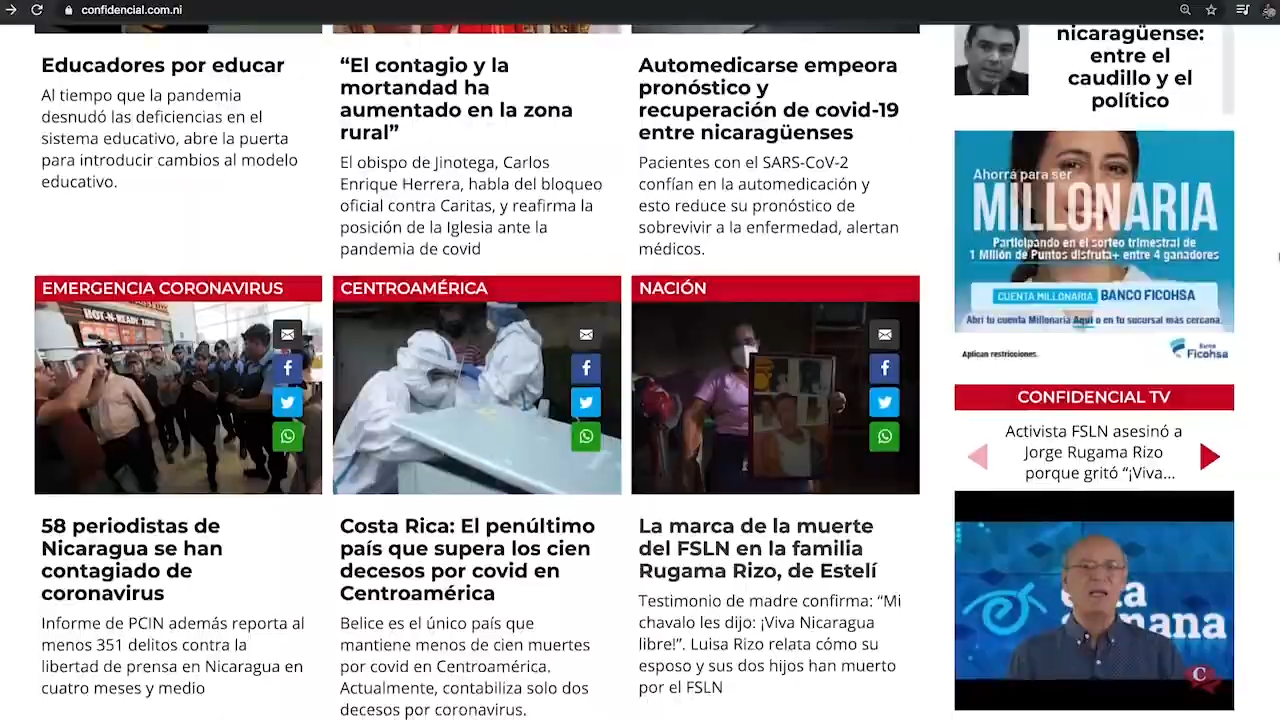 confidencial.com.ni
Educadores por educar
Al tiempo que la pandemia
desnudó las deficiencias en el
sistema educativo, abre la puerta
para introducir cambios al modelo
educativo.
“El contagio y la
mortandad ha
aumentado en la zona
rural”
El obispo de Jinotega, Carlos
Enrique Herrera, habla del bloqueo
oficial contra Caritas, y reafirma la
posición de la Iglesia ante la
pandemia de covid
Automedicarse empeora
pronóstico y
recuperación de covid-19
entre nicaragüenses
Pacientes con el SARS-CoV-2
confían en la automedicación y
esto reduce su pronóstico de
sobrevivir a la enfermedad, alertan
médicos.
nicaragüense:
entre el
caudillo y el
político
Ahorrá para ser
MILLONARIA
Participando en el sorteo trimestral de
1 Millón de Puntos disfruta+ entre 4 ganadores
CUENTA MILLONARIA BANCO FICOHSA
Abrí tu cuenta Millonaria Aquí o en tu sucursal más cercana.
Aplican restricciones.
Ficohsa
EMERGENCIA CORONAVIRUS
HOT-N-READY ZONE
58 periodistas de
Nicaragua se han
contagiado de
coronavirus
Informe de PCIN además reporta al
menos 351 delitos contra la
libertad de prensa en Nicaragua en
cuatro meses y medio
CENTROAMÉRICA
Costa Rica: El penúltimo
país que supera los cien
decesos por covid en
Centroamérica
Belice es el único país que
mantiene menos de cien muertes
por covid en Centroamérica.
Actualmente, contabiliza solo dos
decesos por coronavirus.
NACIÓN
La marca de la muerte
del FSLN en la familia
Rugama Rizo, de Estelí
Testimonio de madre confirma: “Mi
chavalo les dijo: ¡Viva Nicaragua
libre!”. Luisa Rizo relata cómo su
esposo y sus dos hijos han muerto
por el FSLN
CONFIDENCIAL TV
Activista FSLN asesinó a
Jorge Rugama Rizo
porque gritó “¡Viva...
C